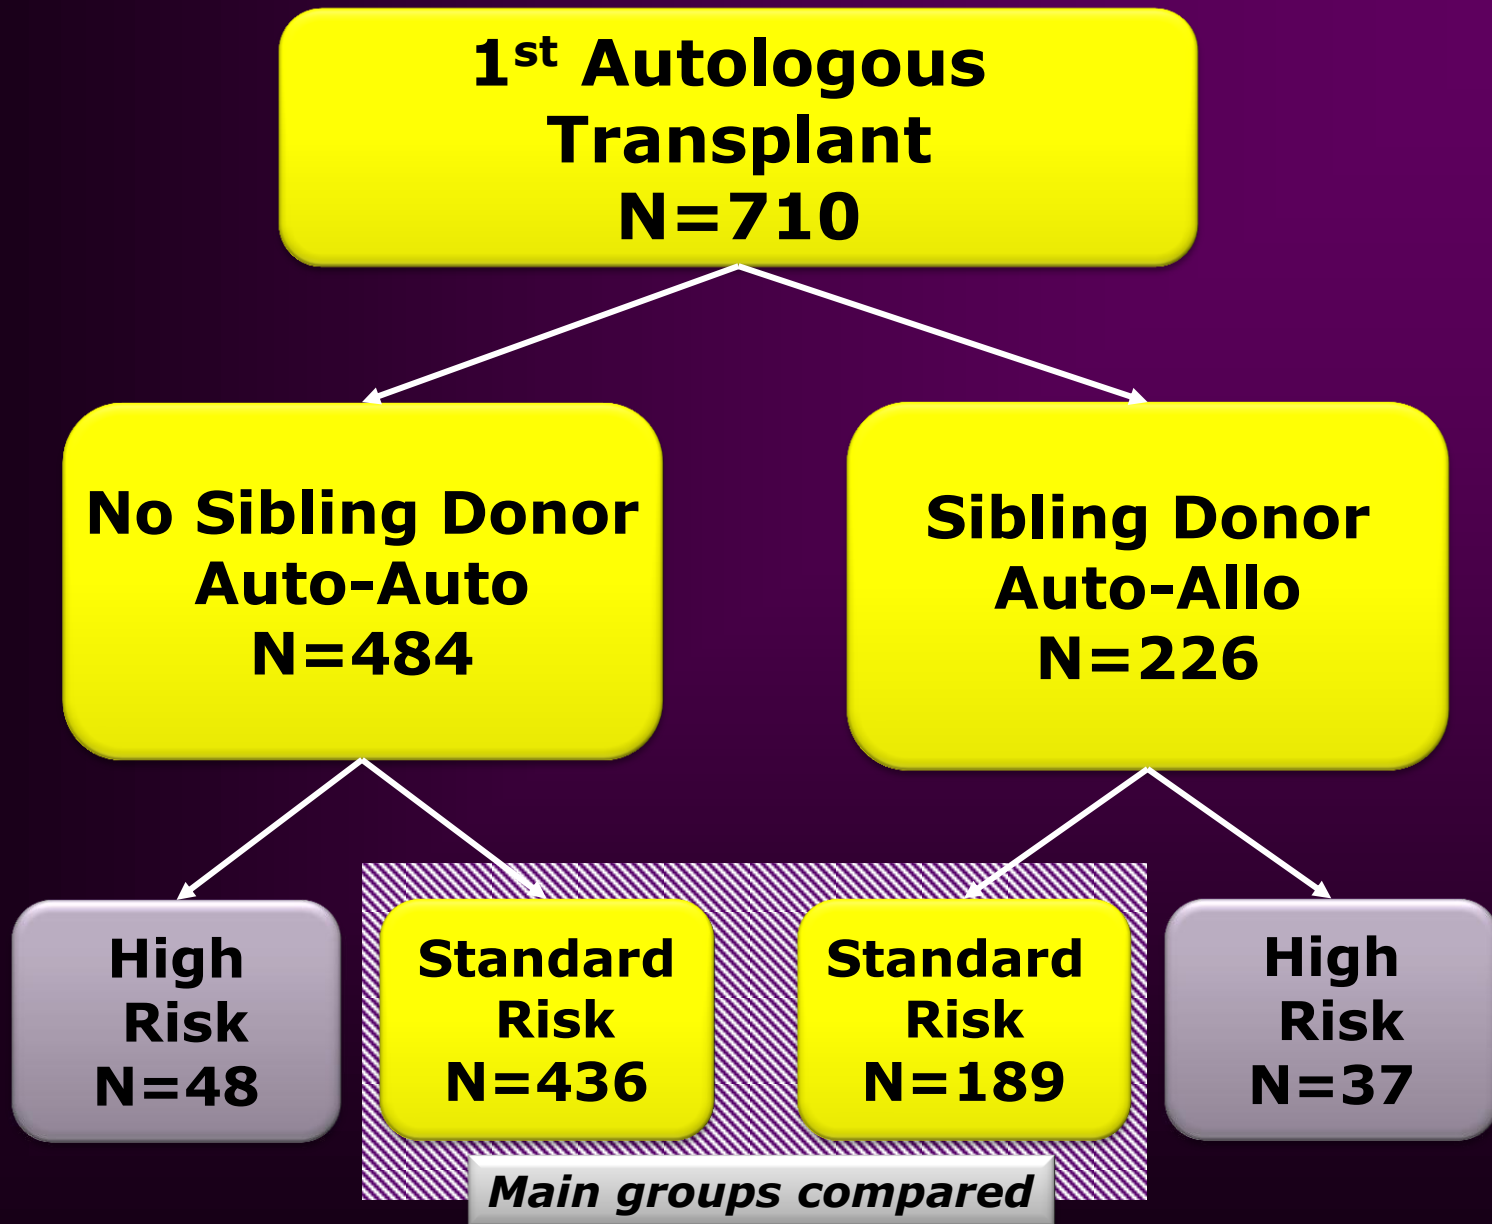 1st Autologous
Transplant
N=710
No Sibling Donor
Auto-Auto
N=484
Sibling Donor
Auto-Allo
N=226
High
Risk
N=48
Standard
Risk
N=436
Standard
Risk
N=189
High
Risk
N=37
Main groups compared